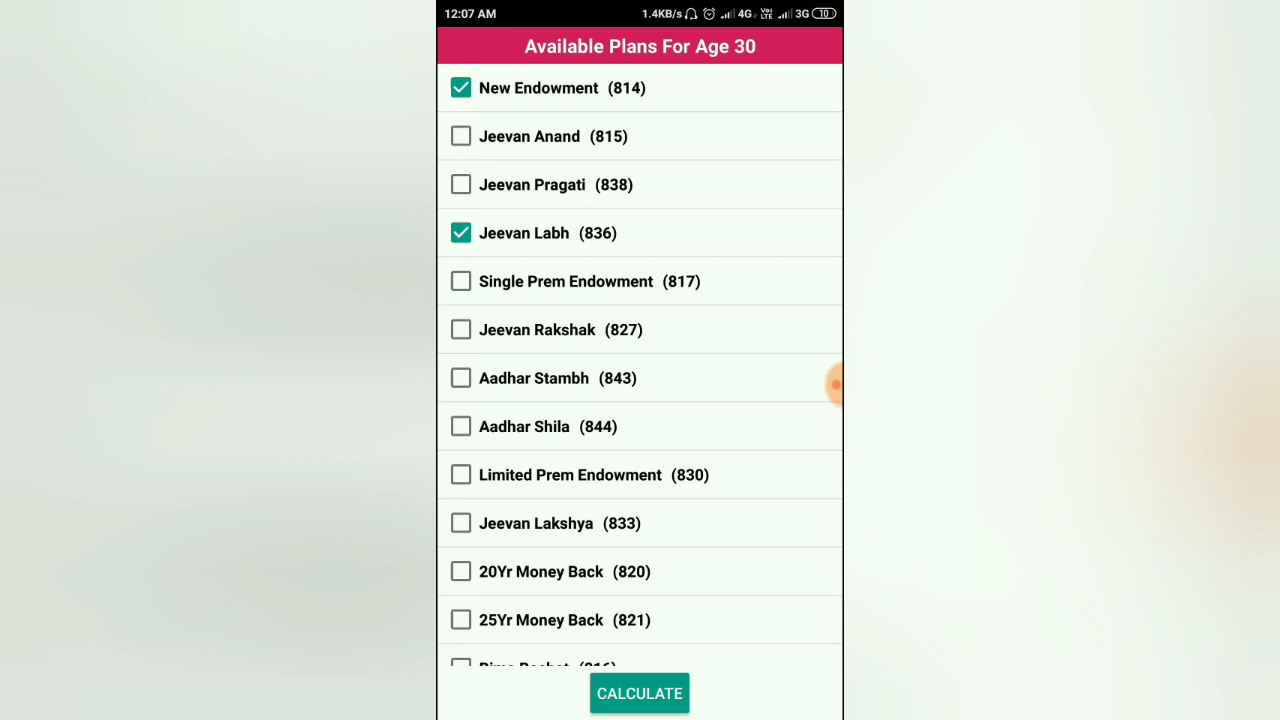 12:07 AM 1.4KB/s 4G Vo) LTE 3G 10
Available Plans For Age 30
New Endowment (814)
Jeevan Anand (815)
Jeevan Pragati (838)
Jeevan Labh (836)
Single Prem Endowment (817)
Jeevan Rakshak (827)
Aadhar Stambh (843)
Aadhar Shila (844)
Limited Prem Endowment (830)
Jeevan Lakshya (833)
20Yr Money Back (820)
25Yr Money Back (821)
CALCULATE